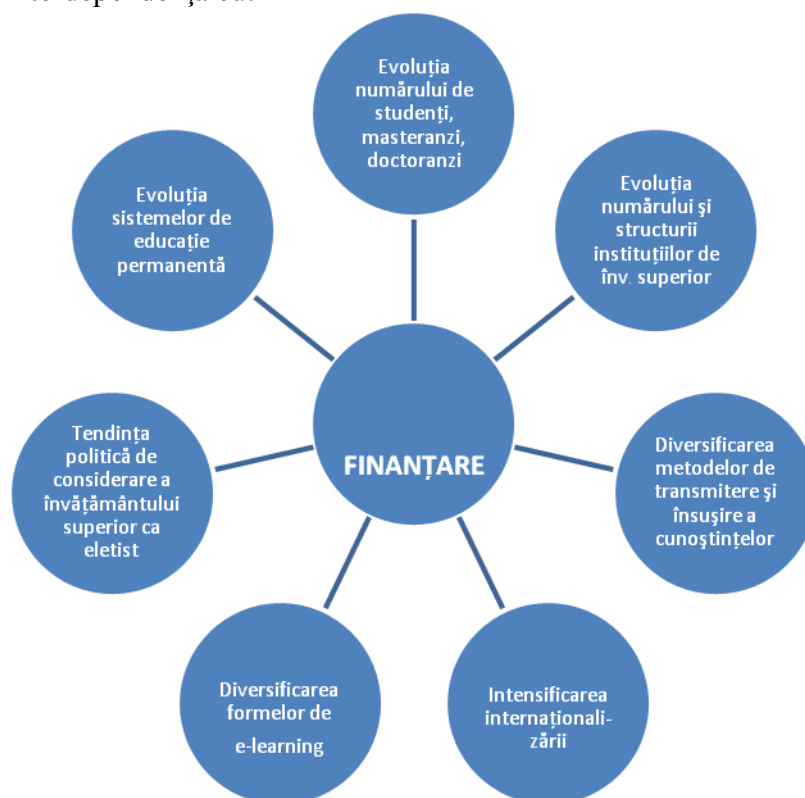 Evoluția
numărului de
studenți,
masteranzi,
doctoranzi
Evoluția
numărului şi
structurii
instituțiilor de
înv. superior
Diversificarea
metodelor de
transmitere şi
însuşire a
cunoştințelor
Intensificarea
internaționali-
zării
Diversificarea
formelor de
e-learning
Tendința
politică de
considerare a
învățământului
superior ca
eletist
Evoluția
sistemelor de
educație
permanentă
FINANȚARE